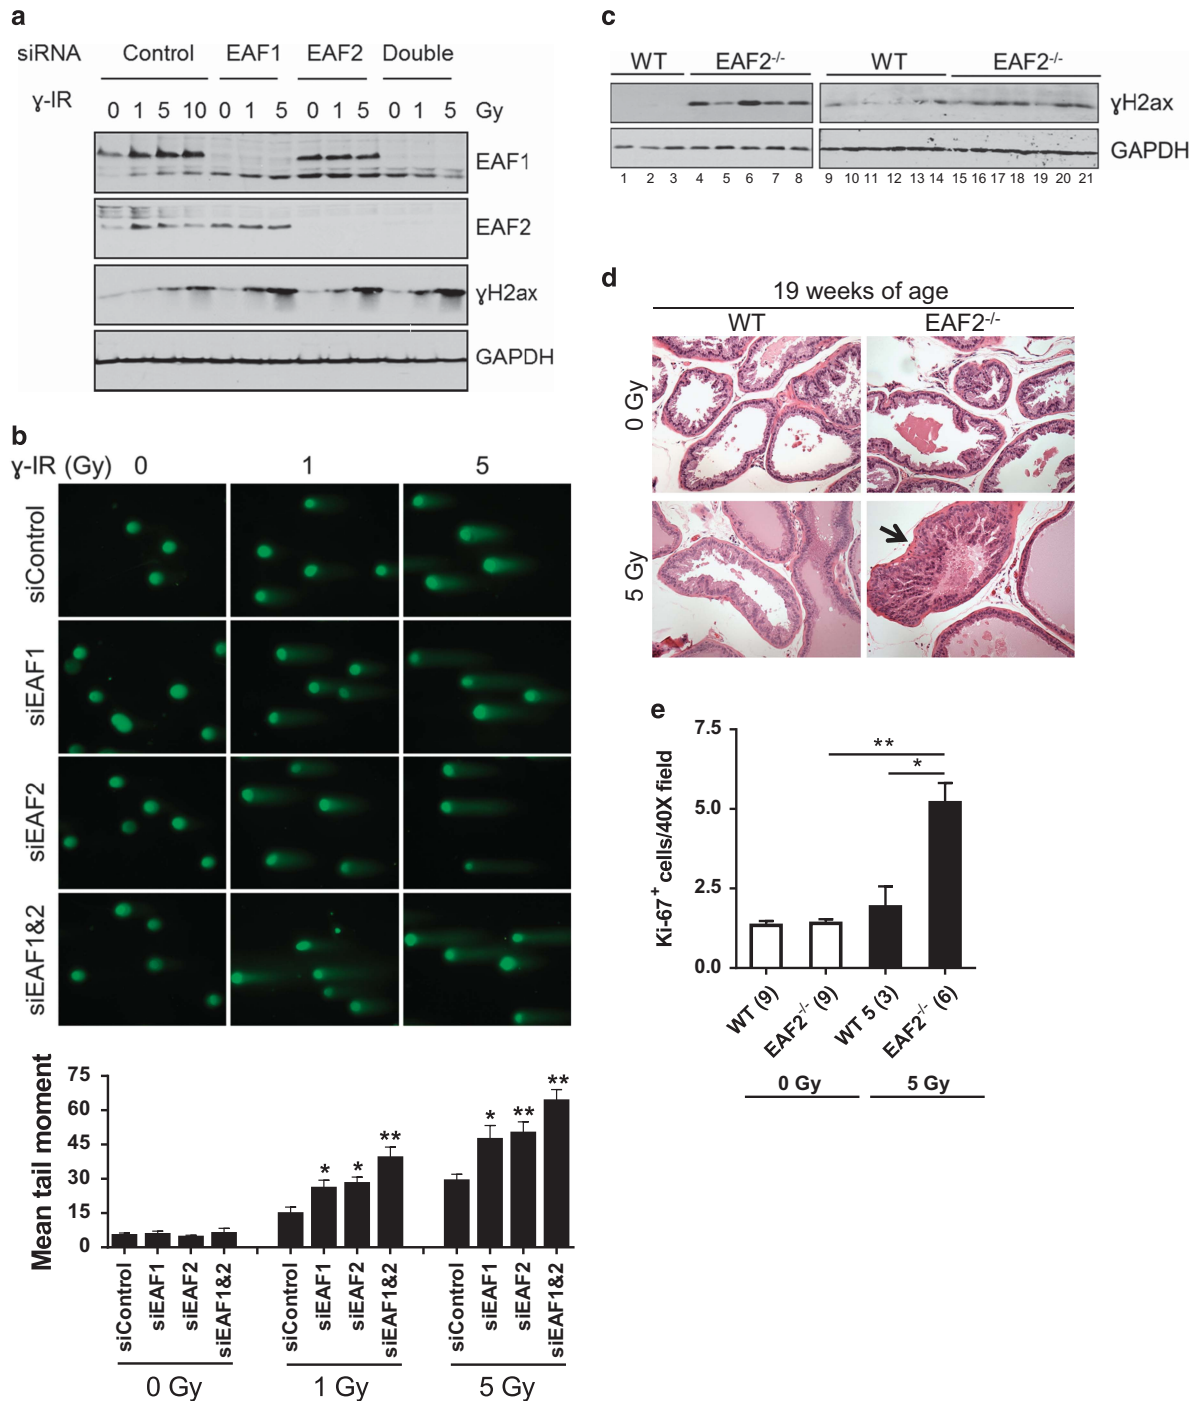 a
siRNA Control EAF1 EAF2 Double
ɣ-IR 0 1 5 10 0 1 5 0 1 5 0 1 5 Gy
EAF1
EAF2
ɣH2ax
GAPDH
b
ɣ-IR (Gy) 0 1 5
siControl
siEAF1
siEAF2
siEAF1&2
Mean tail moment
75
60
45
30
15
0
* * **
* ** **
siControl siEAF1 siEAF2 siEAF1&2 siControl siEAF1 siEAF2 siEAF1&2 siControl siEAF1 siEAF2 siEAF1&2
0 Gy 1 Gy 5 Gy
c
WT EAF2-/- WT EAF2-/-
ɣH2ax
GAPDH
1 2 3 4 5 6 7 8 9 10 11 12 13 14 15 16 17 18 19 20 21
d
19 weeks of age
WT EAF2-/-
0 Gy
5 Gy
e
Ki-67+ cells/40X field
7.5
5.0
2.5
0.0
**
*
WT (9) EAF2-/- (9) WT 5 (3) EAF2-/- (6)
0 Gy 5 Gy